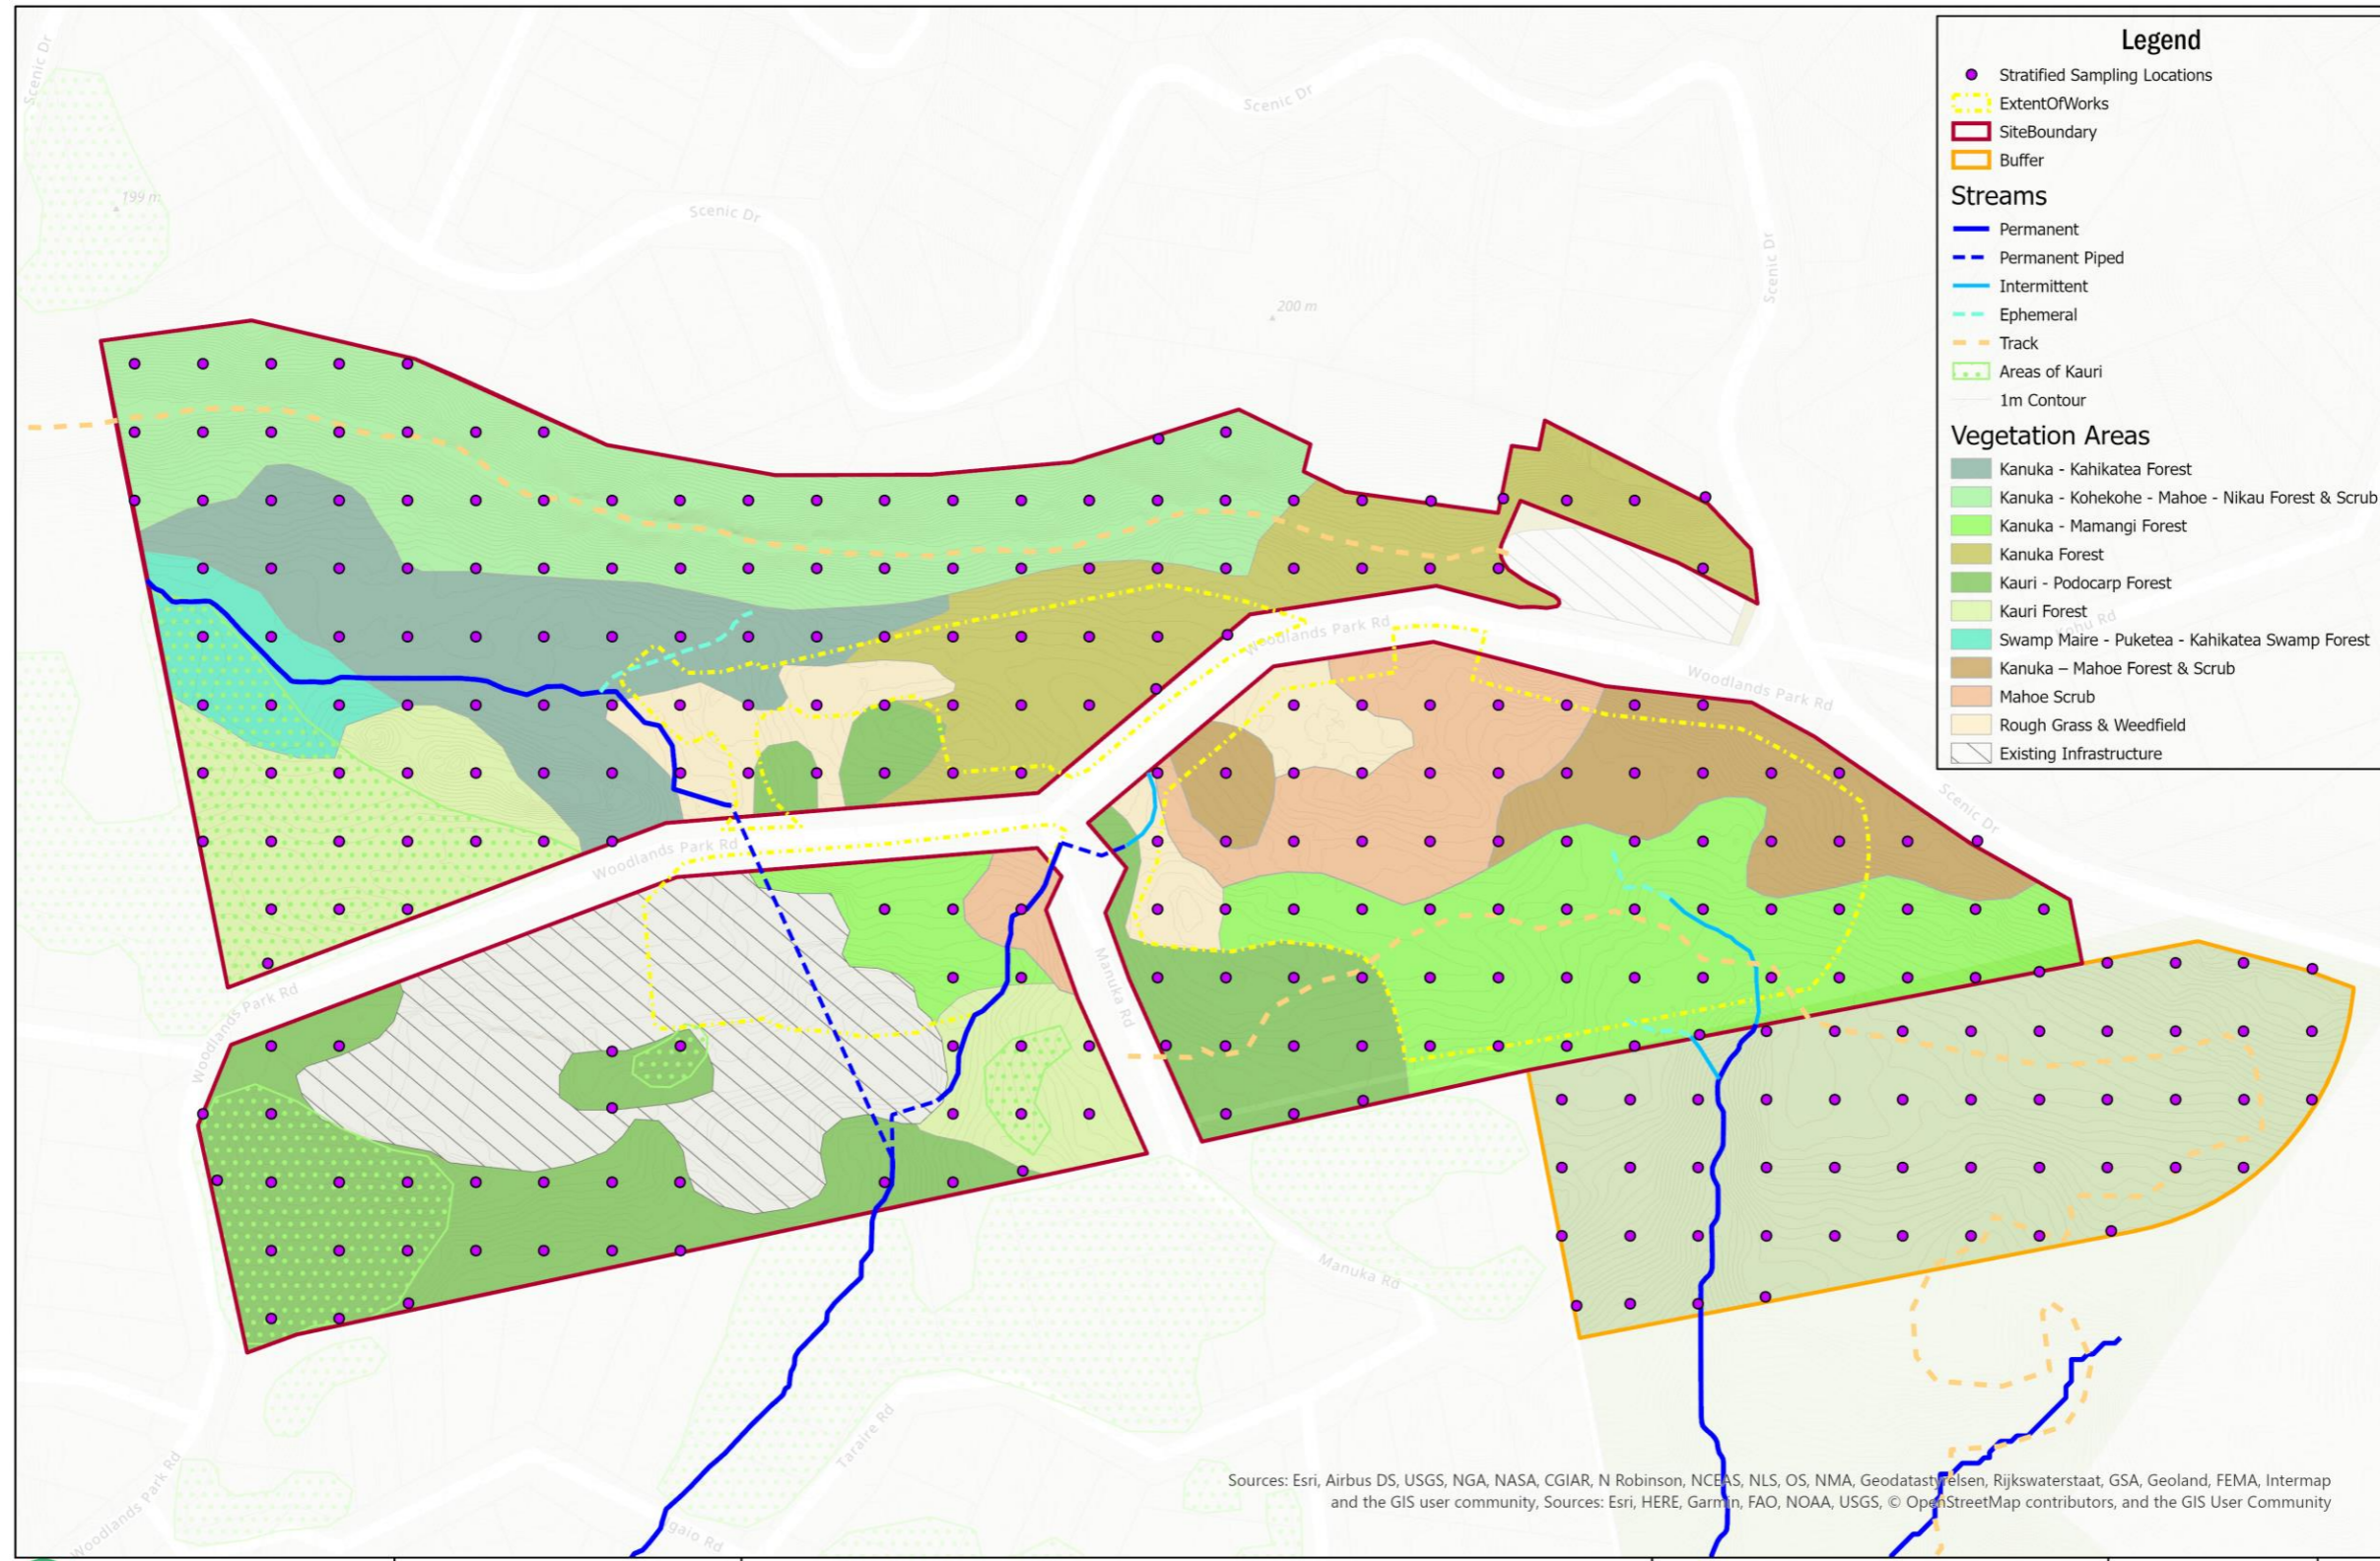 Scenic Dr
199 m
Scenic Dr
Scenic Dr
Scenic Dr
200 m
Woodlands Park Rd
Woodlands Park Rd
Scenic Dr
Woodlands Park Rd
Woodlands Park Rd
Manuka Rd
Manuka Rd
Taraire Rd
Woodlands Park Rd
Legend
Stratified Sampling Locations
ExtentOfWorks
SiteBoundary
Buffer
Streams
Permanent
Permanent Piped
Intermittent
Ephemeral
Track
Areas of Kauri
1m Contour
Vegetation Areas
Kanuka - Kahikatea Forest
Kanuka - Kohekohe - Mahoe - Nikau Forest & Scrub
Kanuka - Mamangi Forest
Kanuka Forest
Kauri - Podocarp Forest
Kauri Forest
Swamp Maire - Puketea - Kahikatea Swamp Forest
Kanuka – Mahoe Forest & Scrub
Mahoe Scrub
Rough Grass & Weedfield
Existing Infrastructure
Sources: Esri, Airbus DS, USGS, NGA, NASA, CGIAR, N Robinson, NCEAS, NLS, OS, NMA, Geodatastyrelsen, Rijkswaterstaat, GSA, Geoland, FEMA, Intermap
and the GIS user community, Sources: Esri, HERE, Garmin, FAO, NOAA, USGS, © OpenStreetMap contributors, and the GIS User Community